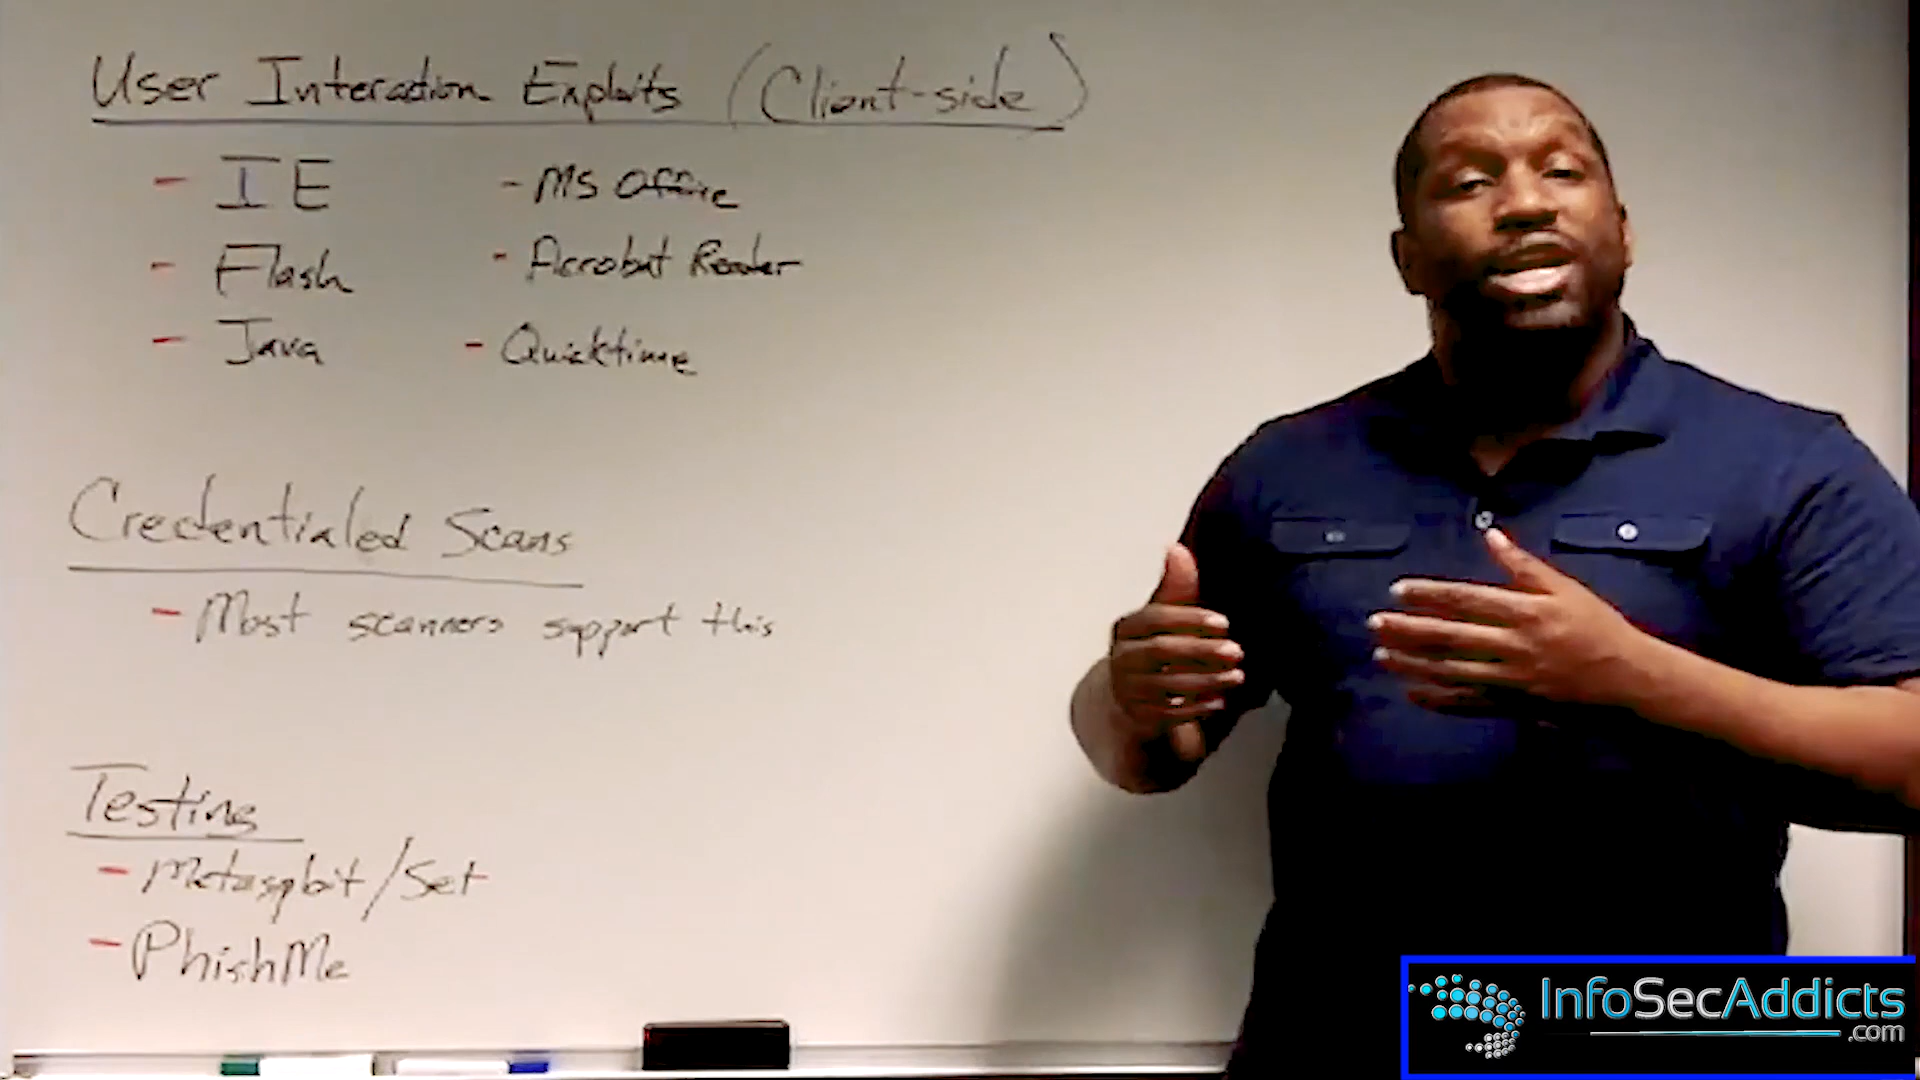 User Interaction Exploits (Client-side)
- IE
- MS Office
- Flash
- Acrobat Reader
- Java
- Quicktime
Credentialed Scans
- Most scanners support this
Testing
- Metasploit/Set
- PhishMe
InfoSecAddicts
.com